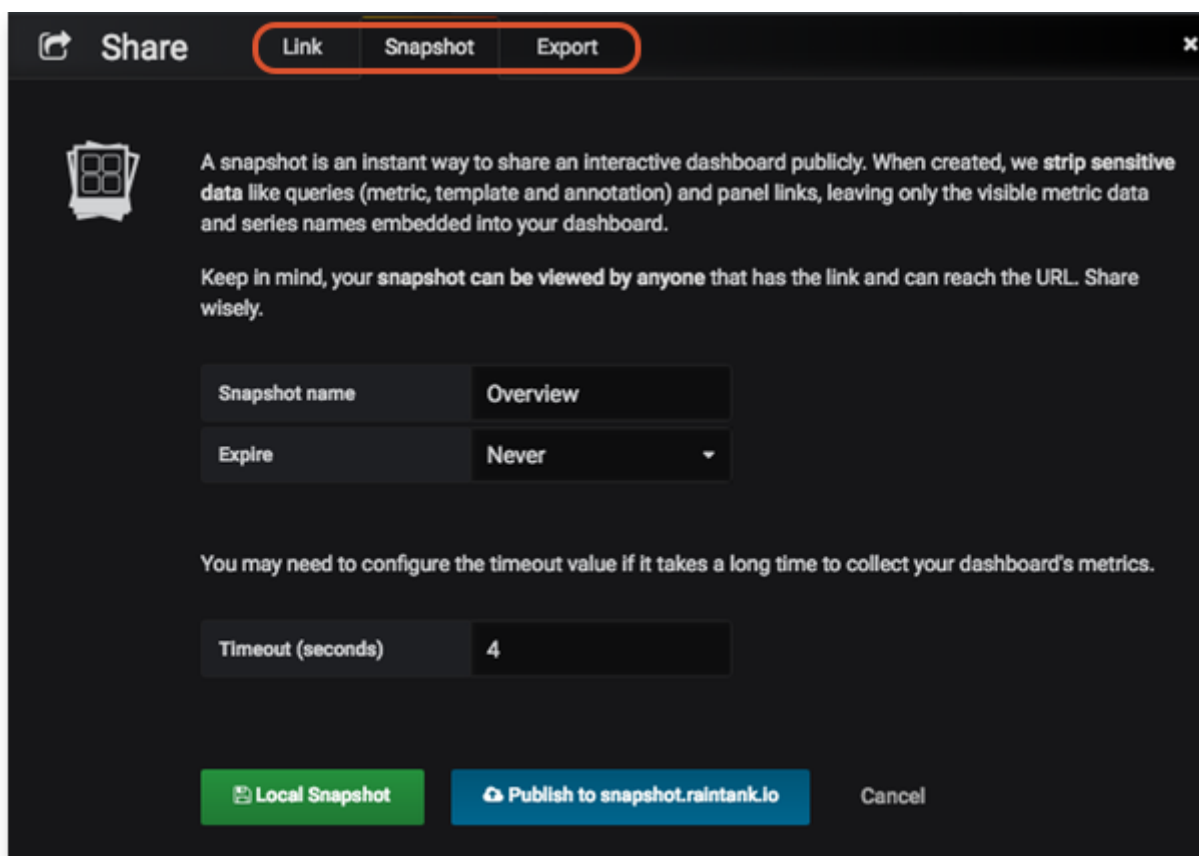 Share
Link
Snapshot
Export
A snapshot is an instant way to share an interactive dashboard publicly. When created, we strip sensitive
data like queries (metric, template and annotation) and panel links, leaving only the visible metric data
and series names embedded into your dashboard.
Keep in mind, your snapshot can be viewed by anyone that has the link and can reach the URL. Share
wisely.
Snapshot name
Overview
Expire
Never
You may need to configure the timeout value if it takes a long time to collect your dashboard's metrics.
Timeout (seconds)
4
Local Snapshot
Publish to snapshot.raintank.io
Cancel